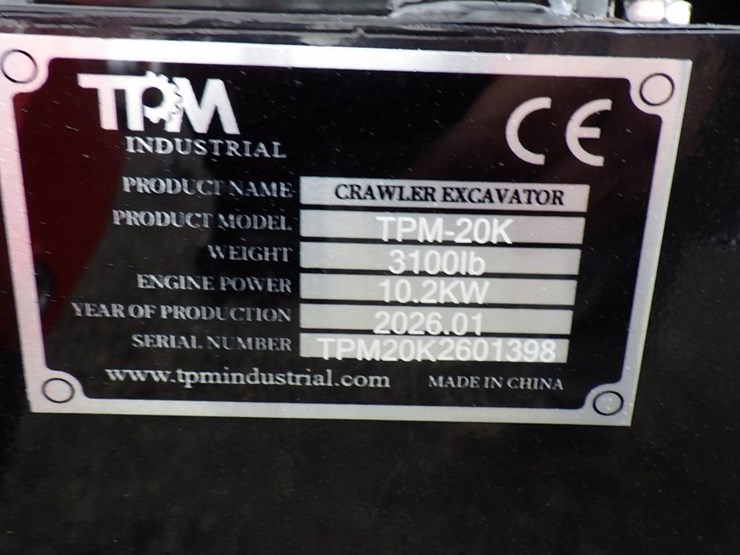 TPM
INDUSTRIAL
CE
PRODUCT NAME CRAWLER EXCAVATOR
PRODUCT MODEL TPM-20K
WEIGHT 3100lb
ENGINE POWER 10.2KW
YEAR OF PRODUCTION 2026.01
SERIAL NUMBER TPM20K2601398
www.tpmindustrial.com MADE IN CHINA